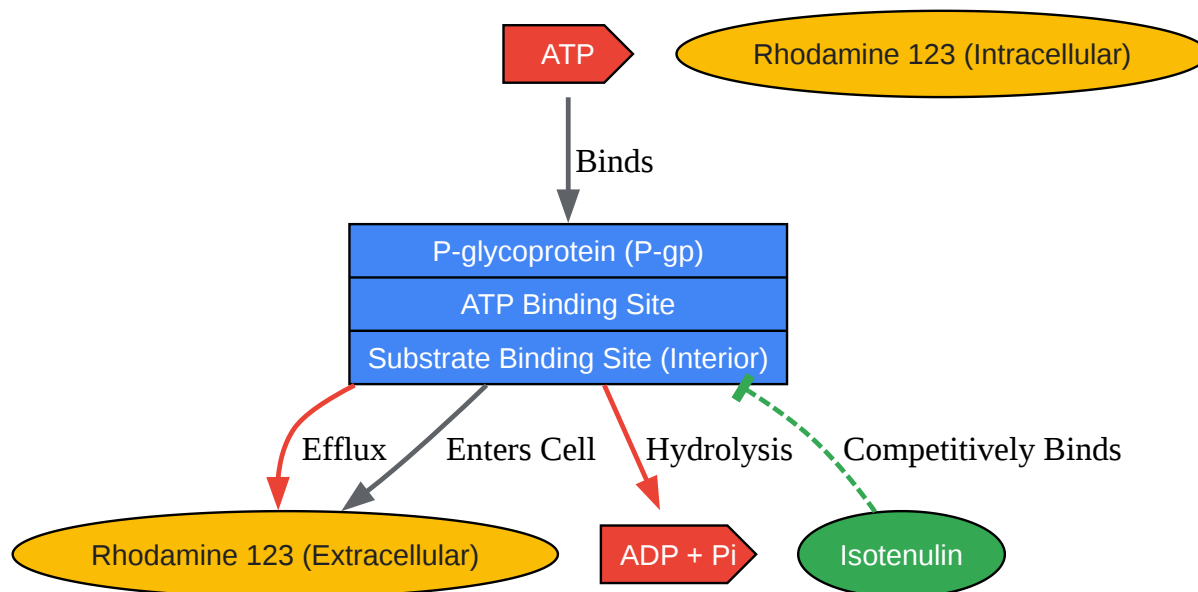 ATP
Rhodamine 123 (Intracellular)
Binds
P-glycoprotein (P-gp)
ATP Binding Site
Substrate Binding Site (Interior)
Efflux
Enters Cell
Hydrolysis
Competitively Binds
Rhodamine 123 (Extracellular)
ADP + Pi
Isotenulin